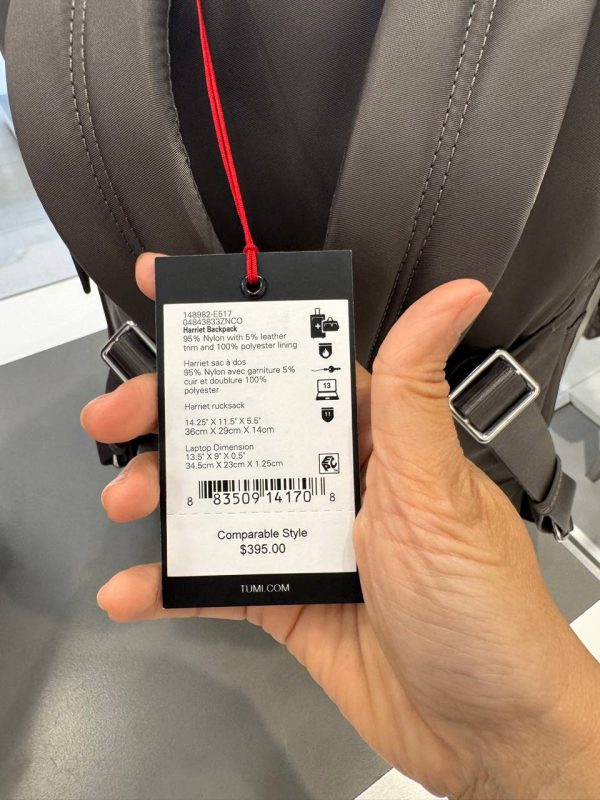 148982-E517
04843833ZNCO
Harriet Backpack
95% Nylon with 5% leather
trim and 100% polyester lining
Harriet sac à dos
95% Nylon avec garniture 5%
cuir et doublure 100%
polyester
Harriet rucksack
14.25" X 11.5" X 5.5"
36cm X 29cm X 14cm
Laptop Dimension
13.5" X 9" X 0.5"
34.5cm X 23cm X 1.25cm
13
11
8 83509 14170 8
Comparable Style
$395.00
TUMI.COM